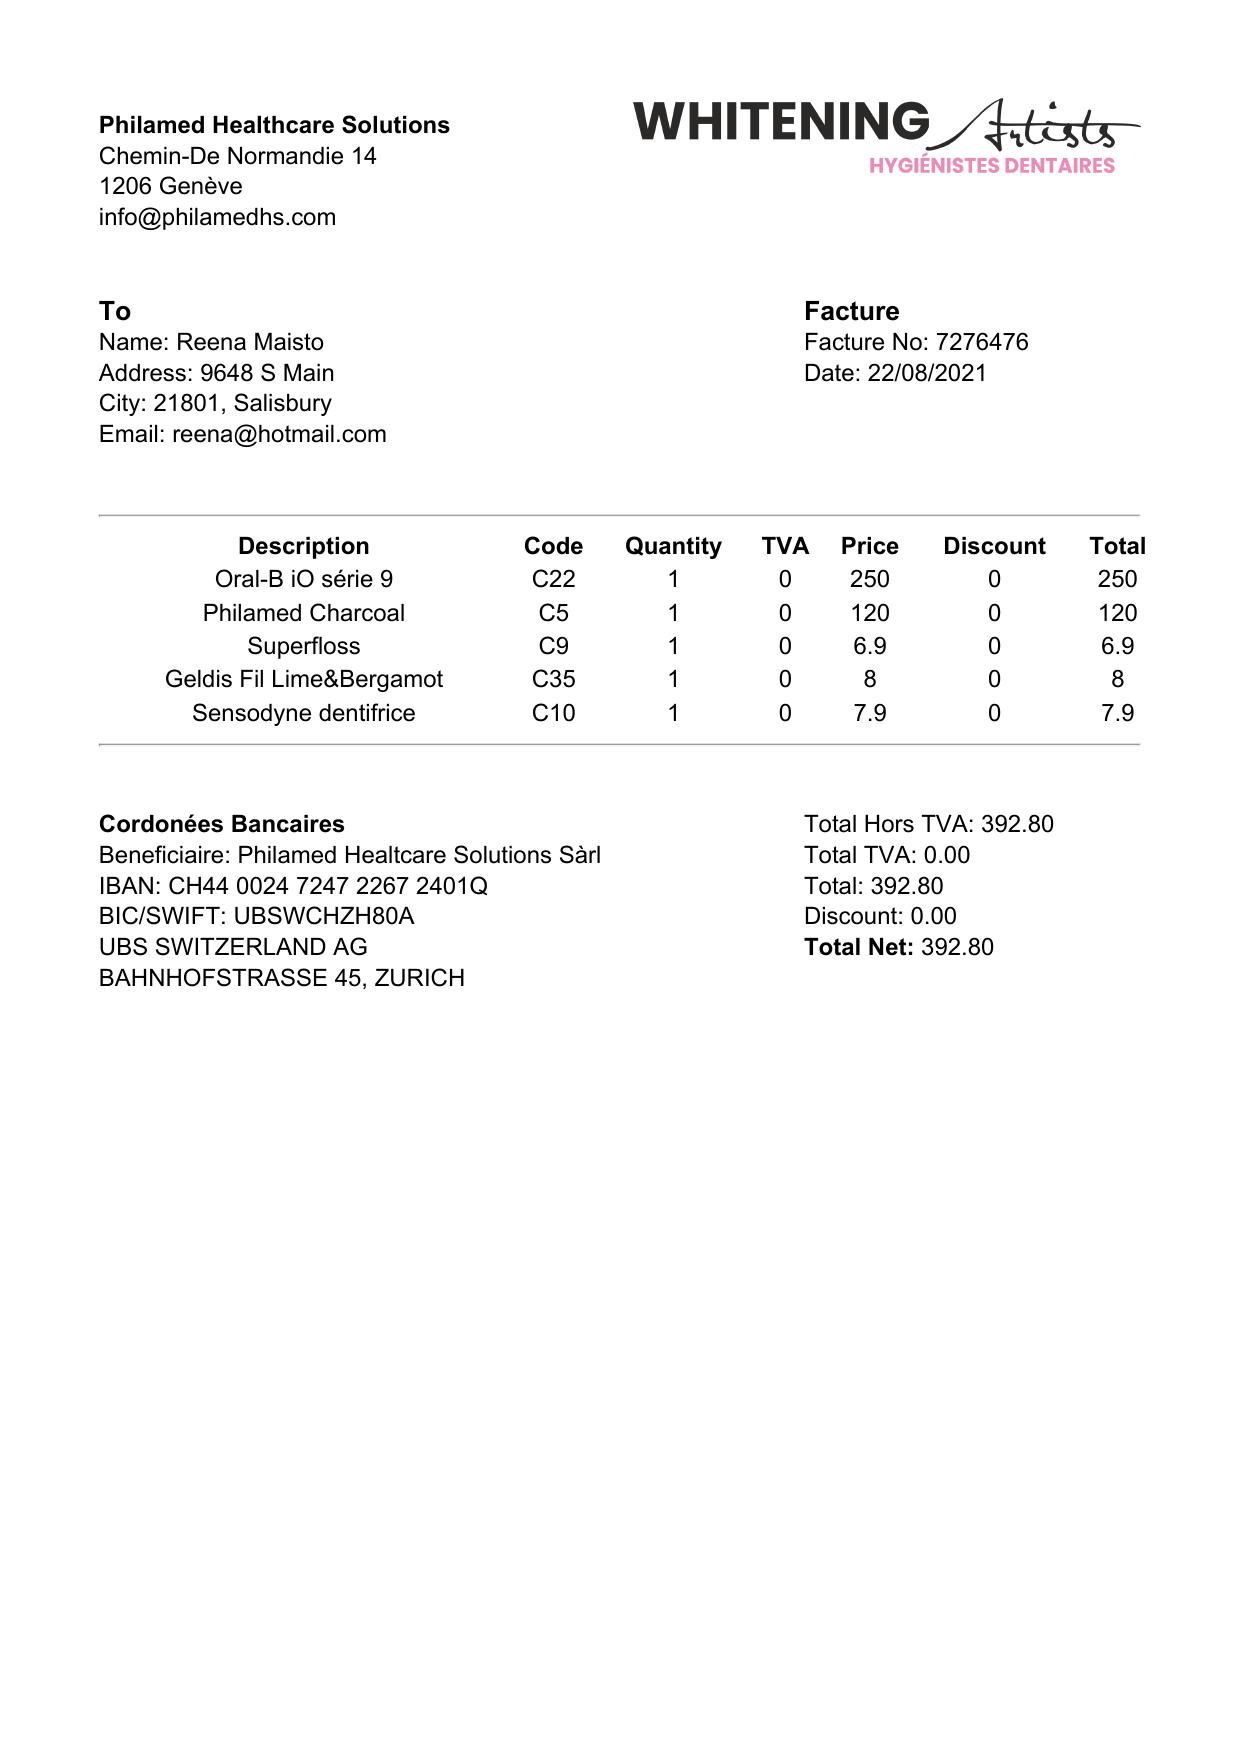 Philamed Healthcare Solutions
Chemin-De Normandie 14
1206 Genève
info@philamedhs.com
WHITENING Artists
HYGIÉNISTES DENTAIRES
To
Name: Reena Maisto
Address: 9648 S Main
City: 21801, Salisbury
Email: reena@hotmail.com
Facture
Facture No: 7276476
Date: 22/08/2021
Description Code Quantity TVA Price Discount Total
Oral-B iO série 9 C22 1 0 250 0 250
Philamed Charcoal C5 1 0 120 0 120
Superfloss C9 1 0 6.9 0 6.9
Geldis Fil Lime&Bergamot C35 1 0 8 0 8
Sensodyne dentifrice C10 1 0 7.9 0 7.9
Cordonées Bancaires
Beneficiaire: Philamed Healtcare Solutions Sàrl
IBAN: CH44 0024 7247 2267 2401Q
BIC/SWIFT: UBSWCHZH80A
UBS SWITZERLAND AG
BAHNHOFSTRASSE 45, ZURICH
Total Hors TVA: 392.80
Total TVA: 0.00
Total: 392.80
Discount: 0.00
Total Net: 392.80